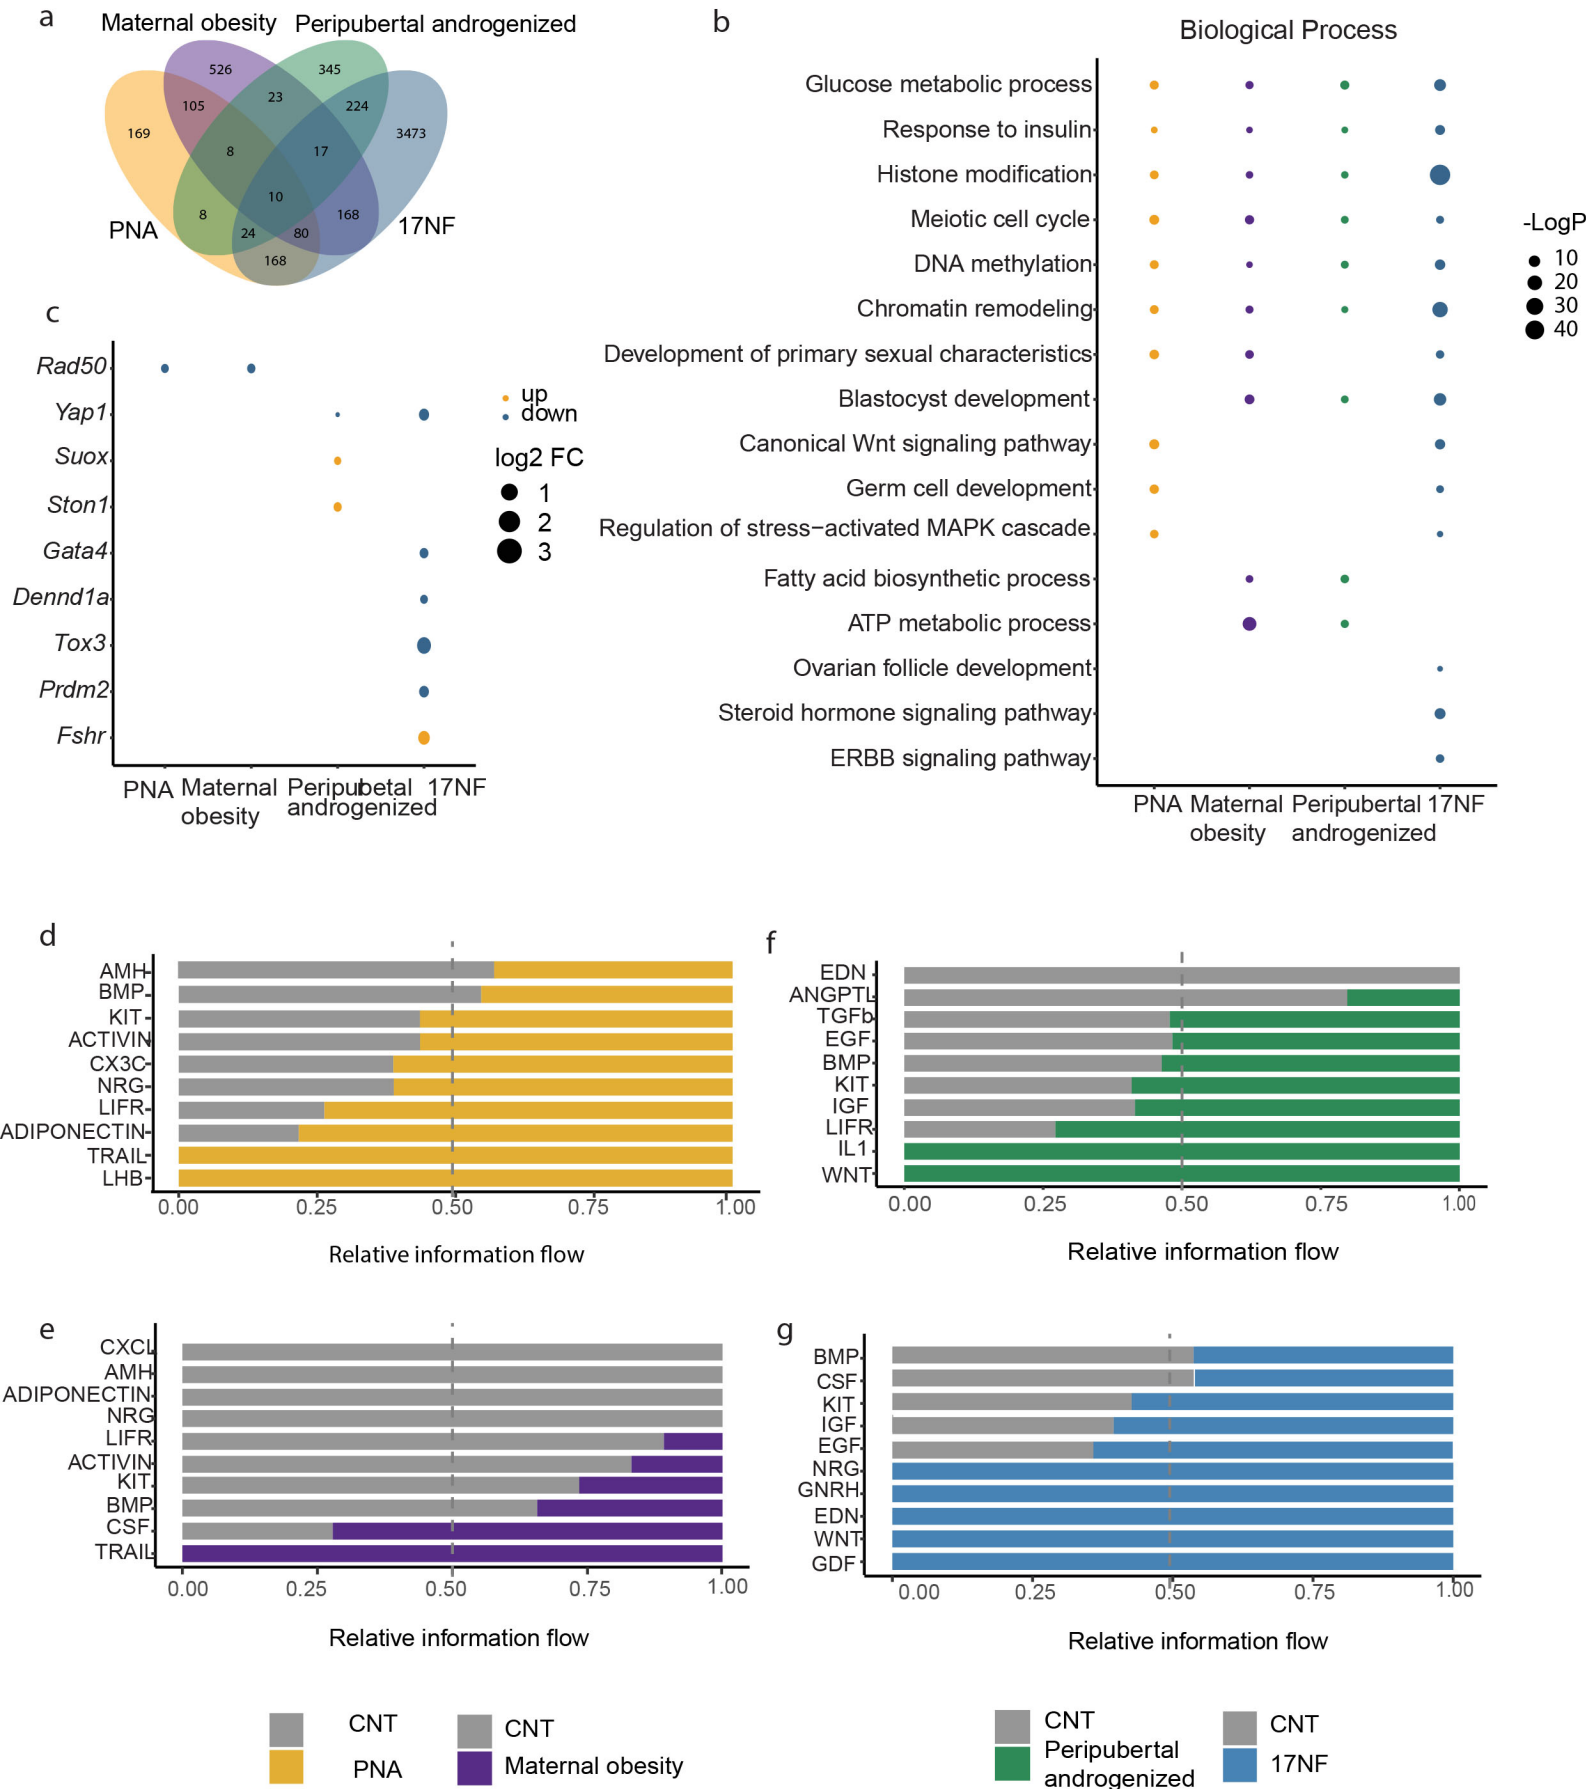 a
Maternal obesity
Peripubertal androgenized
526
345
105
23
224
169
3473
8
17
10
8
168
24
80
168
PNA
17NF
b
Biological Process
Glucose metabolic process
Response to insulin
Histone modification
Meiotic cell cycle
DNA methylation
Chromatin remodeling
Development of primary sexual characteristics
Blastocyst development
Canonical Wnt signaling pathway
Germ cell development
Regulation of stress−activated MAPK cascade
Fatty acid biosynthetic process
ATP metabolic process
Ovarian follicle development
Steroid hormone signaling pathway
ERBB signaling pathway
PNA
Maternal
obesity
Peripubertal
androgenized
17NF
-LogP
10
20
30
40
c
Rad50
Yap1
Suox
Ston1
Gata4
Dennd1a
Tox3
Prdm2
Fshr
PNA
Maternal
obesity
Peripurbetal
androgenized
17NF
up
down
log2 FC
1
2
3
d
AMH
BMP
KIT
ACTIVIN
CX3C
NRG
LIFR
ADIPONECTIN
TRAIL
LHB
0.00 0.25 0.50 0.75 1.00
Relative information flow
f
EDN
ANGPTL
TGFb
EGF
BMP
KIT
IGF
LIFR
IL1
WNT
0.00 0.25 0.50 0.75 1.00
Relative information flow
e
CXCL
AMH
ADIPONECTIN
NRG
LIFR
ACTIVIN
KIT
BMP
CSF
TRAIL
0.00 0.25 0.50 0.75 1.00
Relative information flow
g
BMP
CSF
KIT
IGF
EGF
NRG
GNRH
EDN
WNT
GDF
0.00 0.25 0.50 0.75 1.00
Relative information flow
CNT
PNA
CNT
Maternal obesity
CNT
Peripubertal
androgenized
CNT
17NF